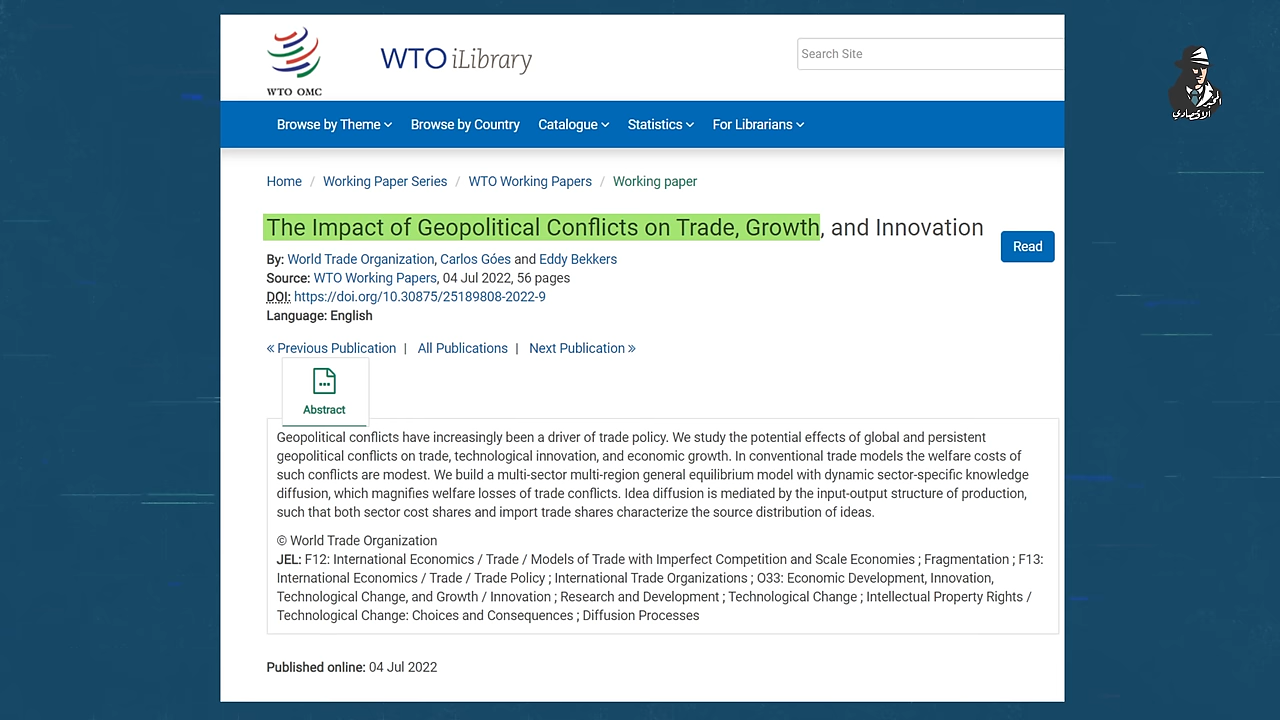 WTO OMC
WTO iLibrary
Search Site
المخبر
الاقتصادي
Browse by Theme
Browse by Country
Catalogue
Statistics
For Librarians
Home / Working Paper Series / WTO Working Papers / Working paper
The Impact of Geopolitical Conflicts on Trade, Growth, and Innovation
Read
By: World Trade Organization, Carlos Góes and Eddy Bekkers
Source: WTO Working Papers, 04 Jul 2022, 56 pages
DOI: https://doi.org/10.30875/25189808-2022-9
Language: English
« Previous Publication | All Publications | Next Publication »
Abstract
Geopolitical conflicts have increasingly been a driver of trade policy. We study the potential effects of global and persistent
geopolitical conflicts on trade, technological innovation, and economic growth. In conventional trade models the welfare costs of
such conflicts are modest. We build a multi-sector multi-region general equilibrium model with dynamic sector-specific knowledge
diffusion, which magnifies welfare losses of trade conflicts. Idea diffusion is mediated by the input-output structure of production,
such that both sector cost shares and import trade shares characterize the source distribution of ideas.
© World Trade Organization
JEL: F12: International Economics / Trade / Models of Trade with Imperfect Competition and Scale Economies ; Fragmentation ; F13:
International Economics / Trade / Trade Policy ; International Trade Organizations ; O33: Economic Development, Innovation,
Technological Change, and Growth / Innovation ; Research and Development ; Technological Change ; Intellectual Property Rights /
Technological Change: Choices and Consequences ; Diffusion Processes
Published online: 04 Jul 2022